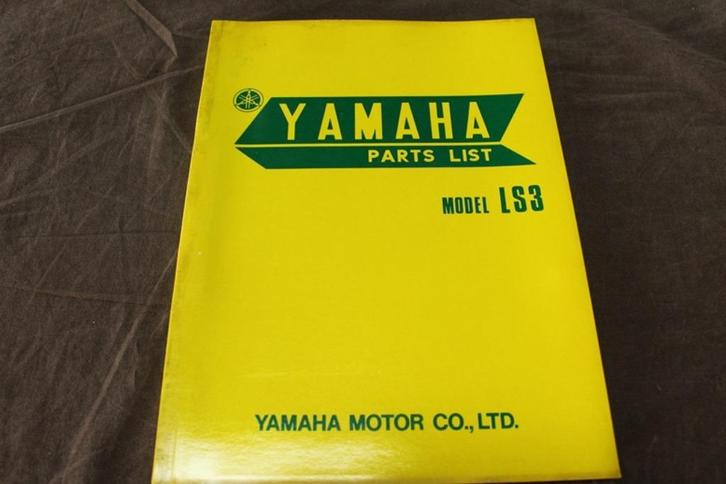 YAMAHA
PARTS LIST
MODEL LS3
YAMAHA MOTOR CO., LTD.